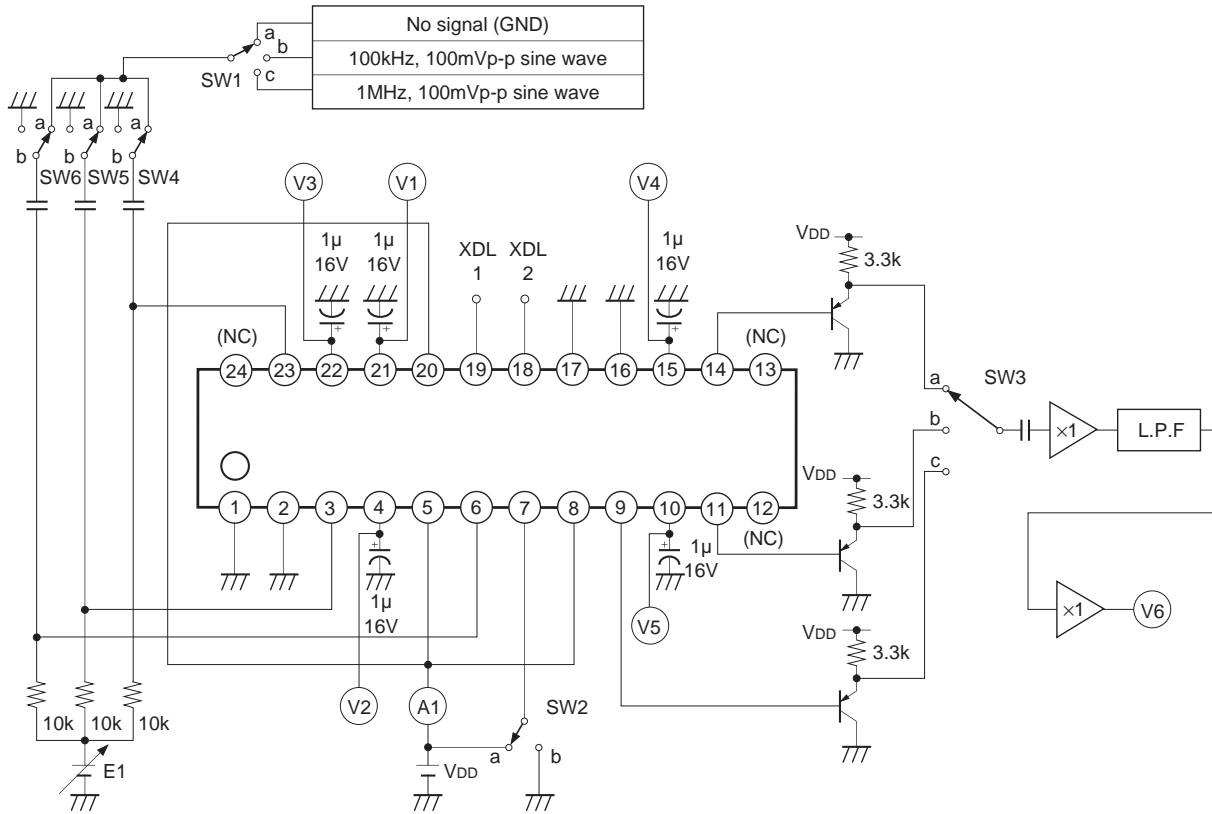 No signal (GND)
100kHz, 100mVp-p sine wave
1MHz, 100mVp-p sine wave
a
b
c
SW1
a
a
a
b
b
b
SW6
SW5
SW4
V3
V1
V4
1µ
16V
1µ
16V
XDL
1
XDL
2
1µ
16V
VDD
3.3k
(NC)
(NC)
24
23
22
21
20
19
18
17
16
15
14
13
a
SW3
b
c
×1
L.P.F
1
2
3
4
5
6
7
8
9
10
11
12
(NC)
+
+
+
+
+
1µ
16V
1µ
16V
VDD
3.3k
V5
×1
V6
VDD
3.3k
10k
10k
10k
V2
A1
SW2
a
b
E1
VDD